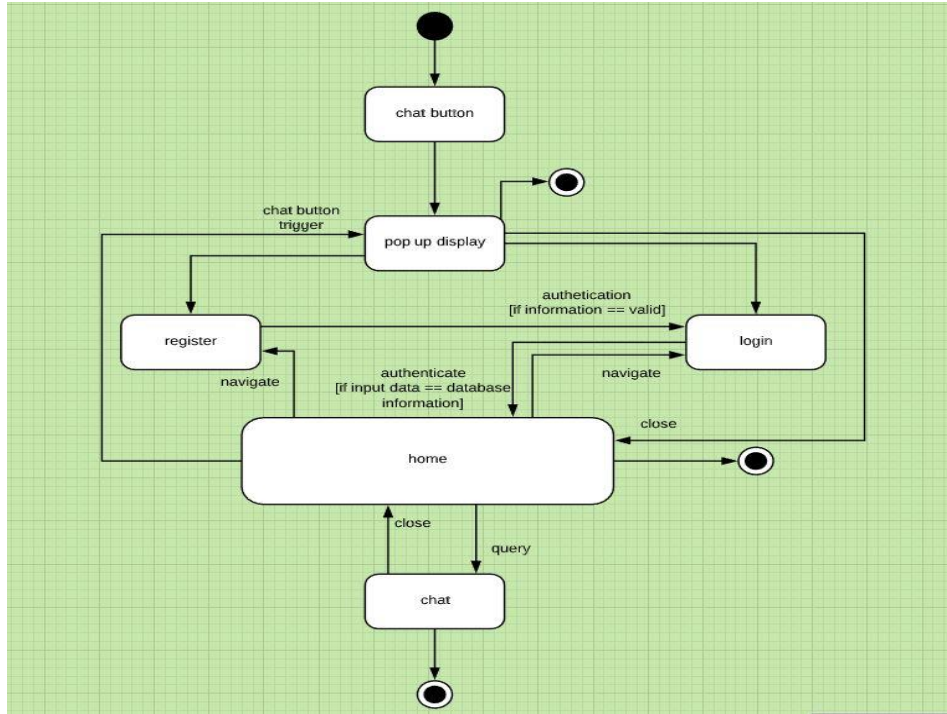 chat button
chat button
trigger
pop up display
authetication
[if information == valid]
register
login
navigate
authenticate
[if input data == database
information]
navigate
close
home
close
query
chat